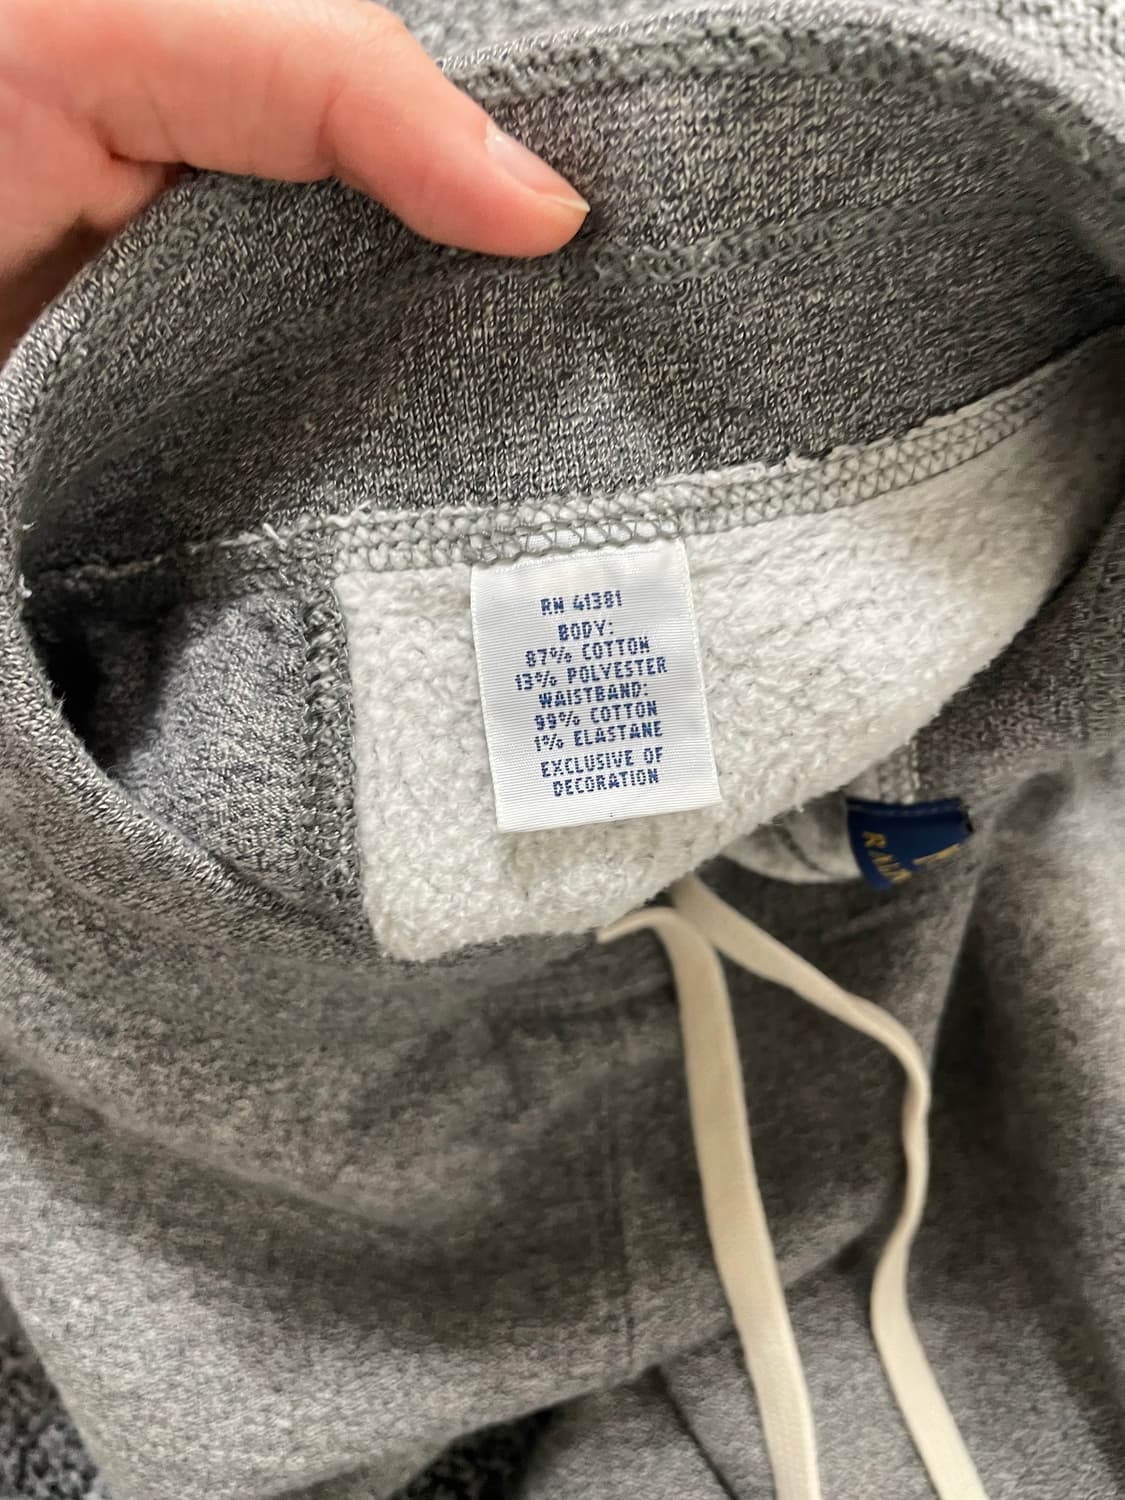 RN 41381
BODY:
87% COTTON
13% POLYESTER
WAISTBAND:
99% COTTON
1% ELASTANE
EXCLUSIVE OF
DECORATION